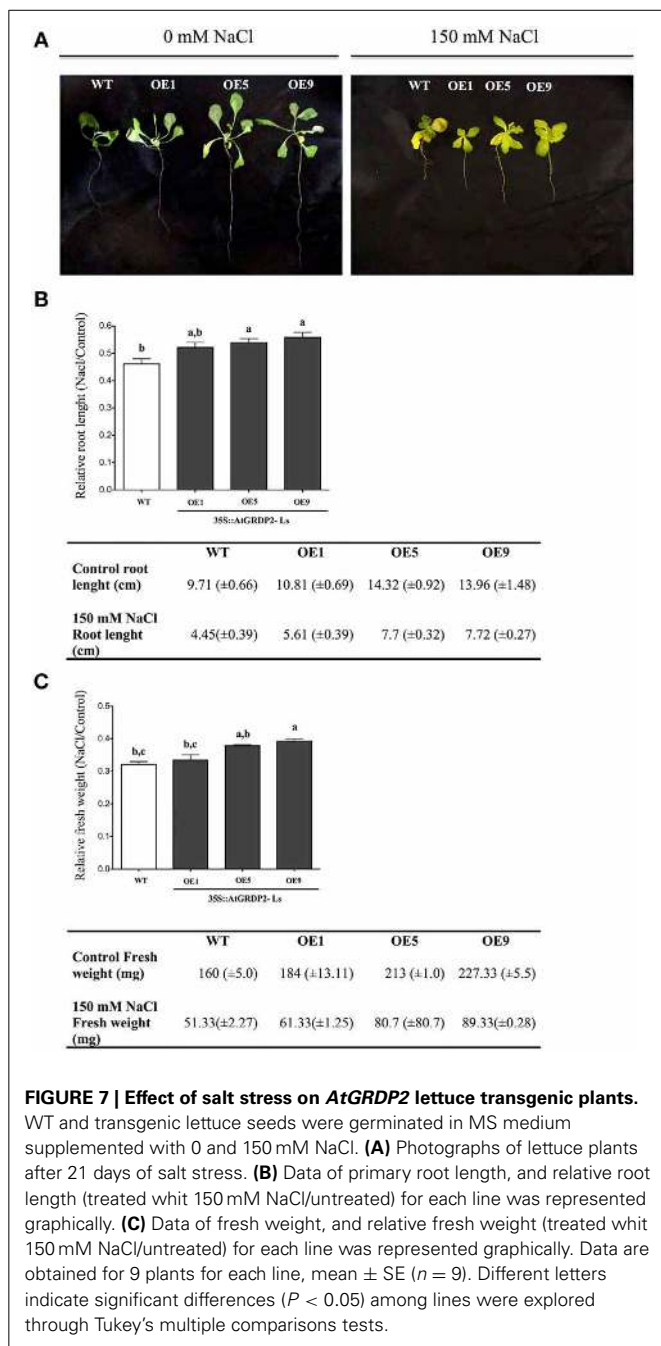 A
0 mM NaCl 150 mM NaCl
WT OE1 OE5 OE9 WT OE1 OE5 OE9
B
Relative root lenght (Nacl/Control)
0.6
0.5
0.4
0.3
0.2
0.1
0.0
b a,b a a
WT OE1 OE5 OE9
35S::AtGRDP2- Ls
WT OE1 OE5 OE9
Control root
lenght (cm) 9.71 (±0.66) 10.81 (±0.69) 14.32 (±0.92) 13.96 (±1.48)
150 mM NaCl
Root lenght 4.45(±0.39) 5.61 (±0.39) 7.7 (±0.32) 7.72 (±0.27)
(cm)
C
Relative fresh weight (NaCl/Control)
0.4
0.3
0.2
0.1
0.0
b,c b,c a,b a
WT OE1 OE5 OE9
35S::AtGRDP2- Ls
WT OE1 OE5 OE9
Control Fresh
weight (mg) 160 (±5.0) 184 (±13.11) 213 (±1.0) 227.33 (±5.5)
150 mM NaCl
Fresh weight 51.33(±2.27) 61.33(±1.25) 80.7 (±80.7) 89.33(±0.28)
(mg)
FIGURE 7 | Effect of salt stress on AtGRDP2 lettuce transgenic plants.
WT and transgenic lettuce seeds were germinated in MS medium
supplemented with 0 and 150 mM NaCl. (A) Photographs of lettuce plants
after 21 days of salt stress. (B) Data of primary root length, and relative root
length (treated whit 150 mM NaCl/untreated) for each line was represented
graphically. (C) Data of fresh weight, and relative fresh weight (treated whit
150 mM NaCl/untreated) for each line was represented graphically. Data are
obtained for 9 plants for each line, mean ± SE (n = 9). Different letters
indicate significant differences (P < 0.05) among lines were explored
through Tukey's multiple comparisons tests.